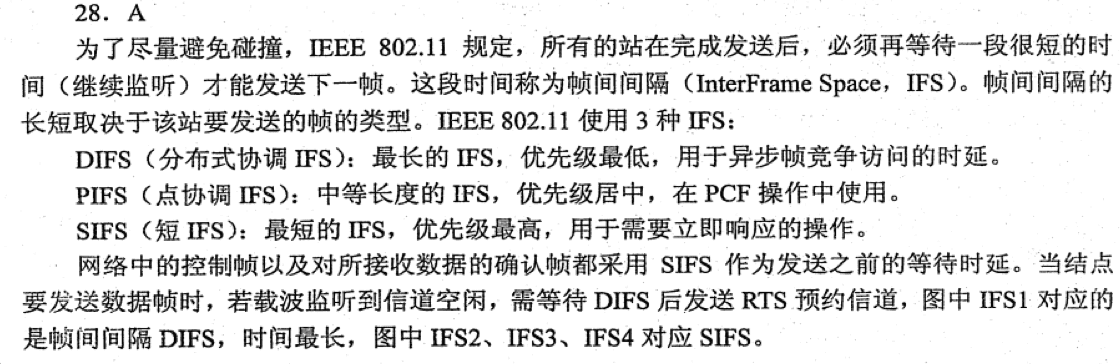 28．A
为了尽量避免碰撞，IEEE 802.11 规定，所有的站在完成发送后，必须再等待一段很短的时
间（继续监听）才能发送下一帧。这段时间称为帧间间隔（InterFrame Space，IFS）。帧间间隔的
长短取决于该站要发送的帧的类型。IEEE 802.11 使用 3 种 IFS：
DIFS（分布式协调 IFS）：最长的 IFS，优先级最低，用于异步帧竞争访问的时延。
PIFS（点协调 IFS）：中等长度的 IFS，优先级居中，在 PCF 操作中使用。
SIFS（短 IFS）：最短的 IFS，优先级最高，用于需要立即响应的操作。
网络中的控制帧以及对所接收数据的确认帧都采用 SIFS 作为发送之前的等待时延。当结点
要发送数据帧时，若载波监听到信道空闲，需等待 DIFS 后发送 RTS 预约信道，图中 IFS1 对应的
是帧间间隔 DIFS，时间最长，图中 IFS2、IFS3、IFS4 对应 SIFS。